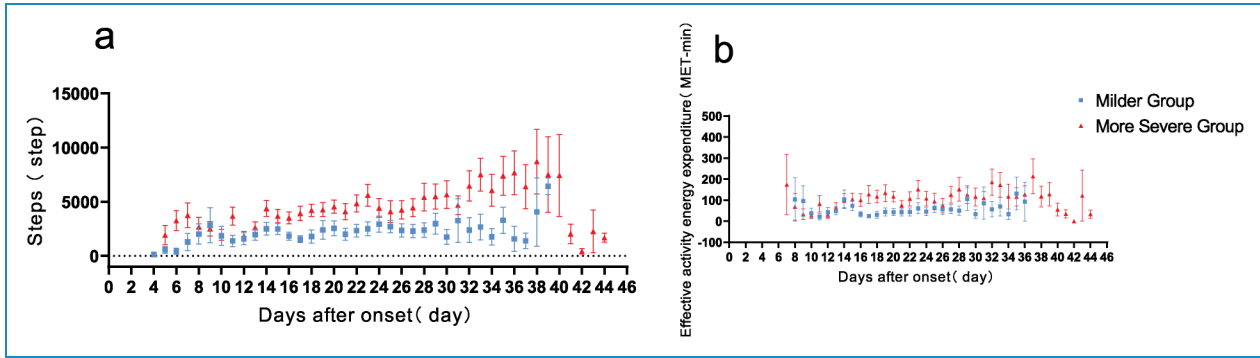 a
Steps ( step)
15000
10000
5000
0
0 2 4 6 8 10 12 14 16 18 20 22 24 26 28 30 32 34 36 38 40 42 44 46
Days after onset( day)
b
Effective activity energy expenditure( MET-min)
500
400
300
200
100
0
-100
0 2 4 6 8 10 12 14 16 18 20 22 24 26 28 30 32 34 36 38 40 42 44 46
Days after onset( day)
Milder Group
More Severe Group